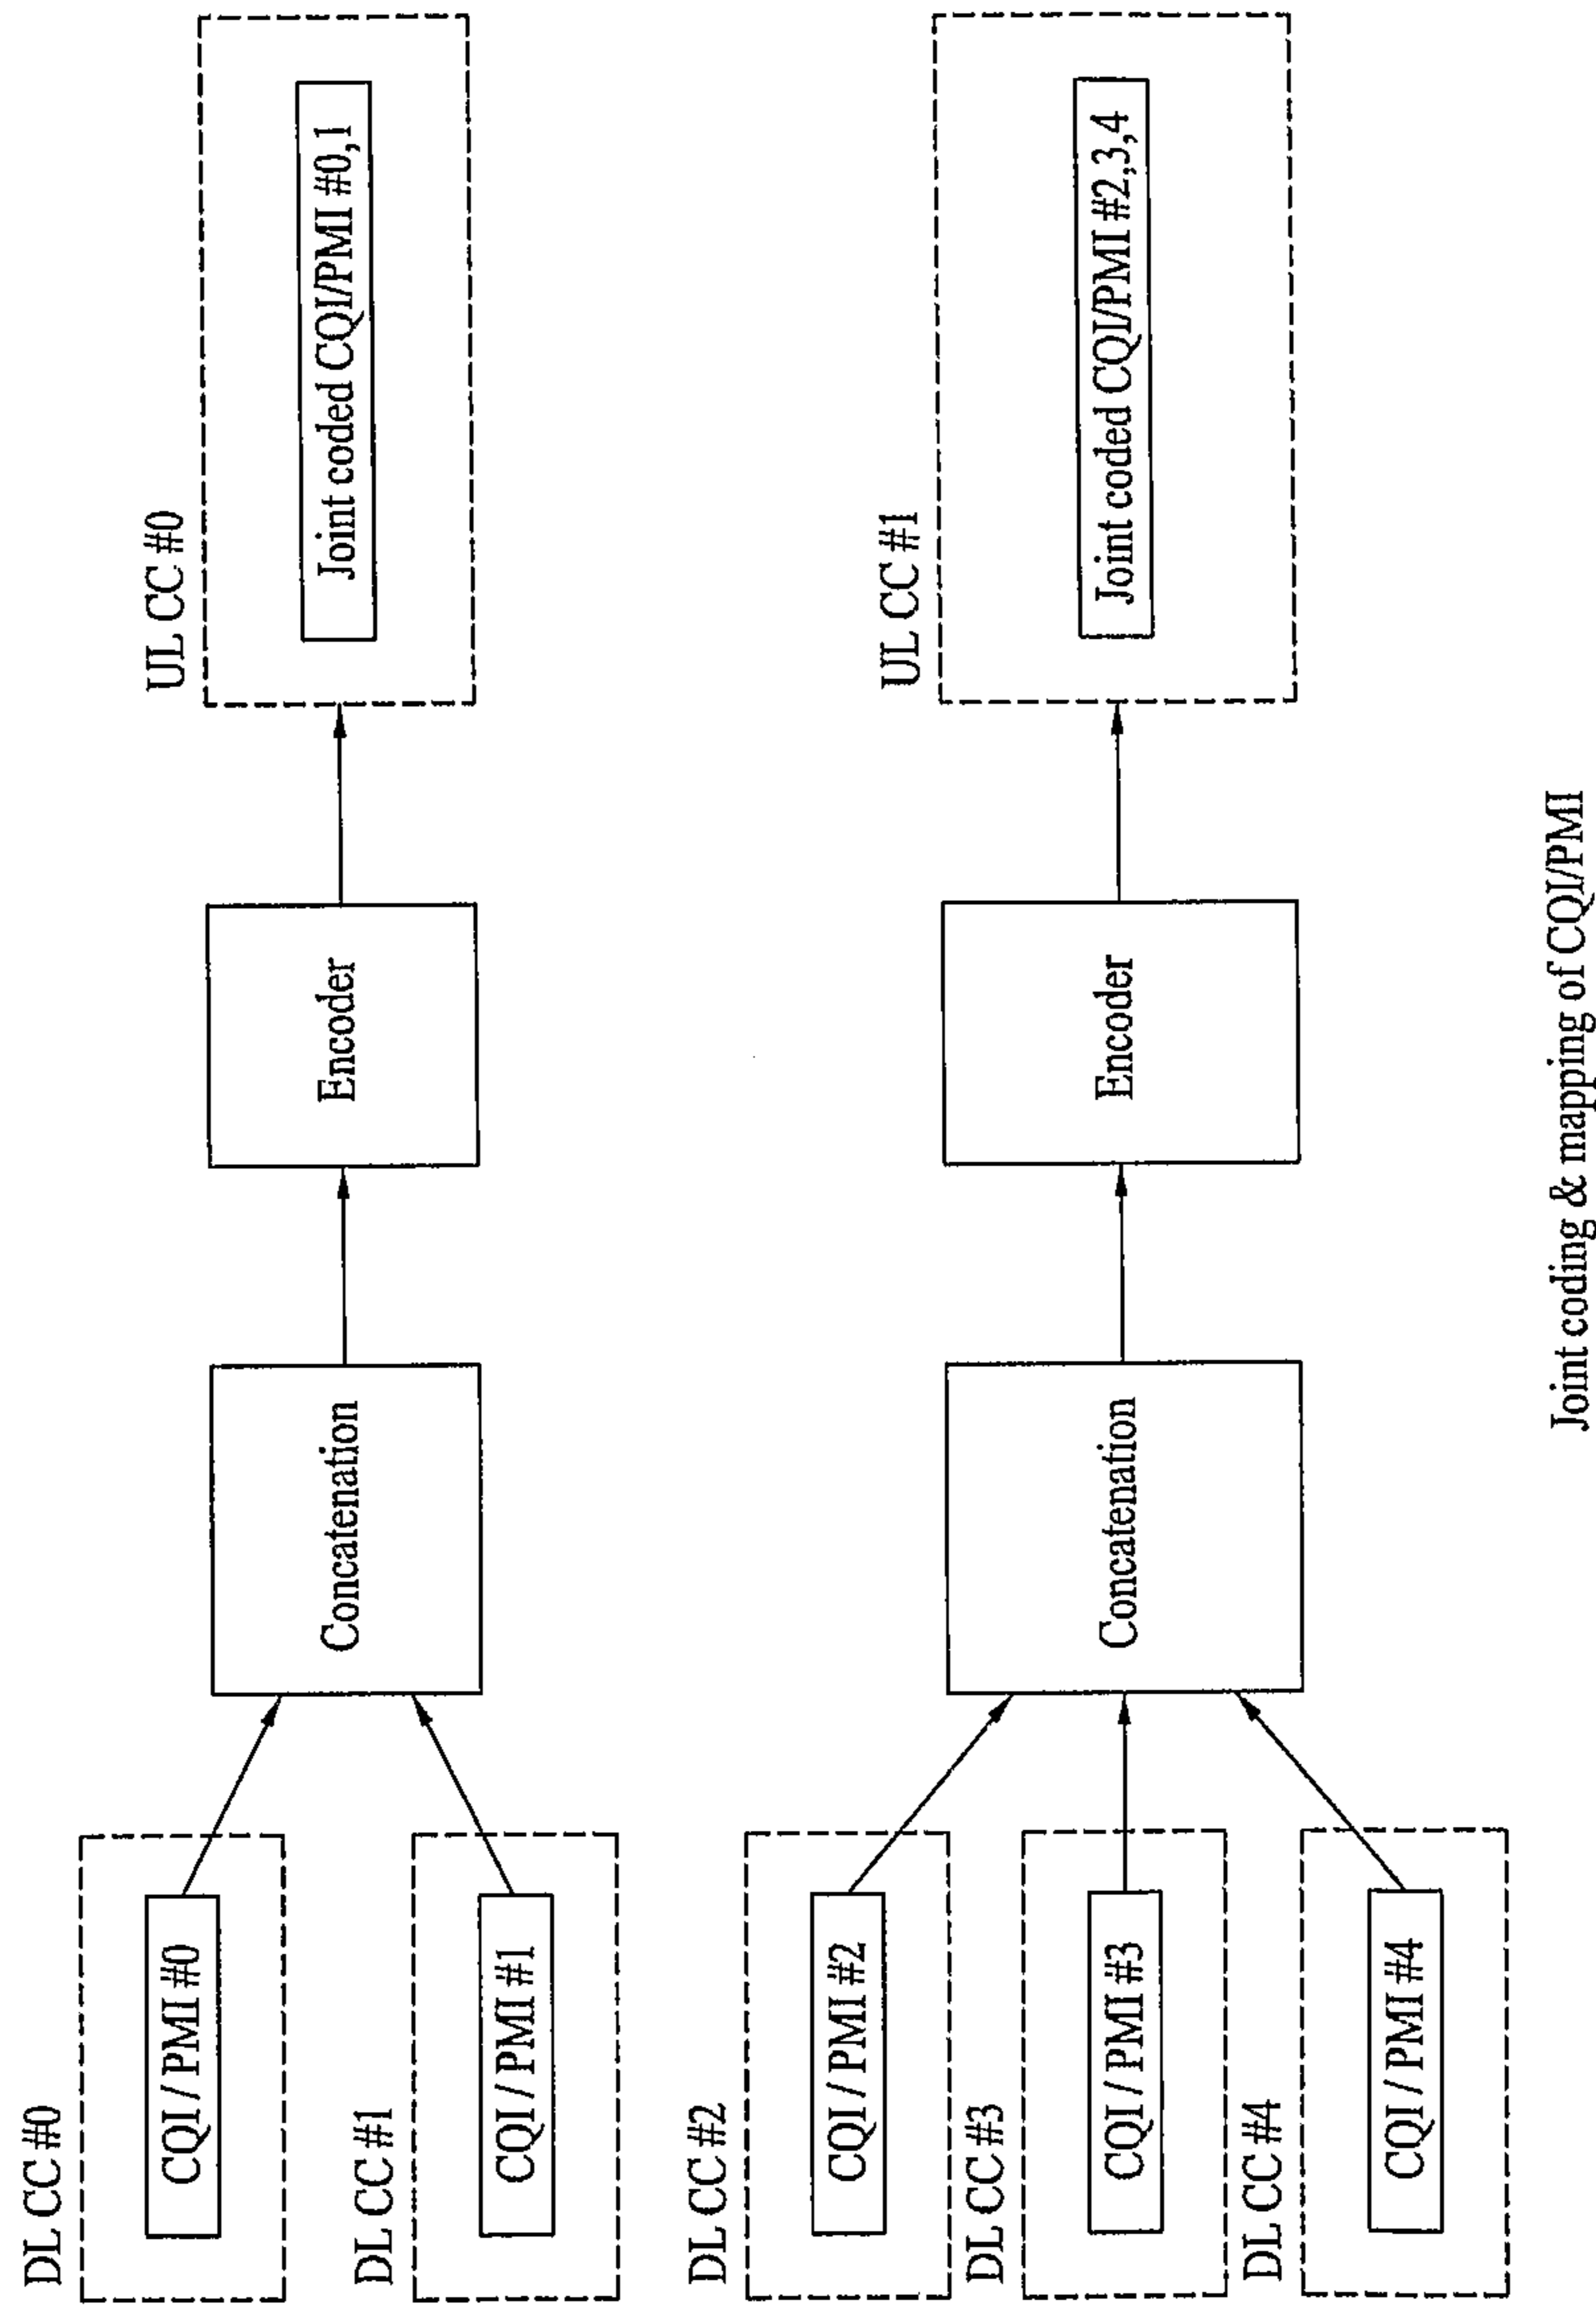 DL CC #0
CQI / PMI #0
DL CC #1
CQI / PMI #1
Concatenation
Encoder
UL CC #0
Joint coded CQI/PMI #0,1
DL CC #2
CQI / PMI #2
DL CC #3
CQI / PMI #3
DL CC #4
CQI / PMI #4
Concatenation
Encoder
UL CC #1
Joint coded CQI/PMI #2,3,4
Joint coding & mapping of CQI/PMI